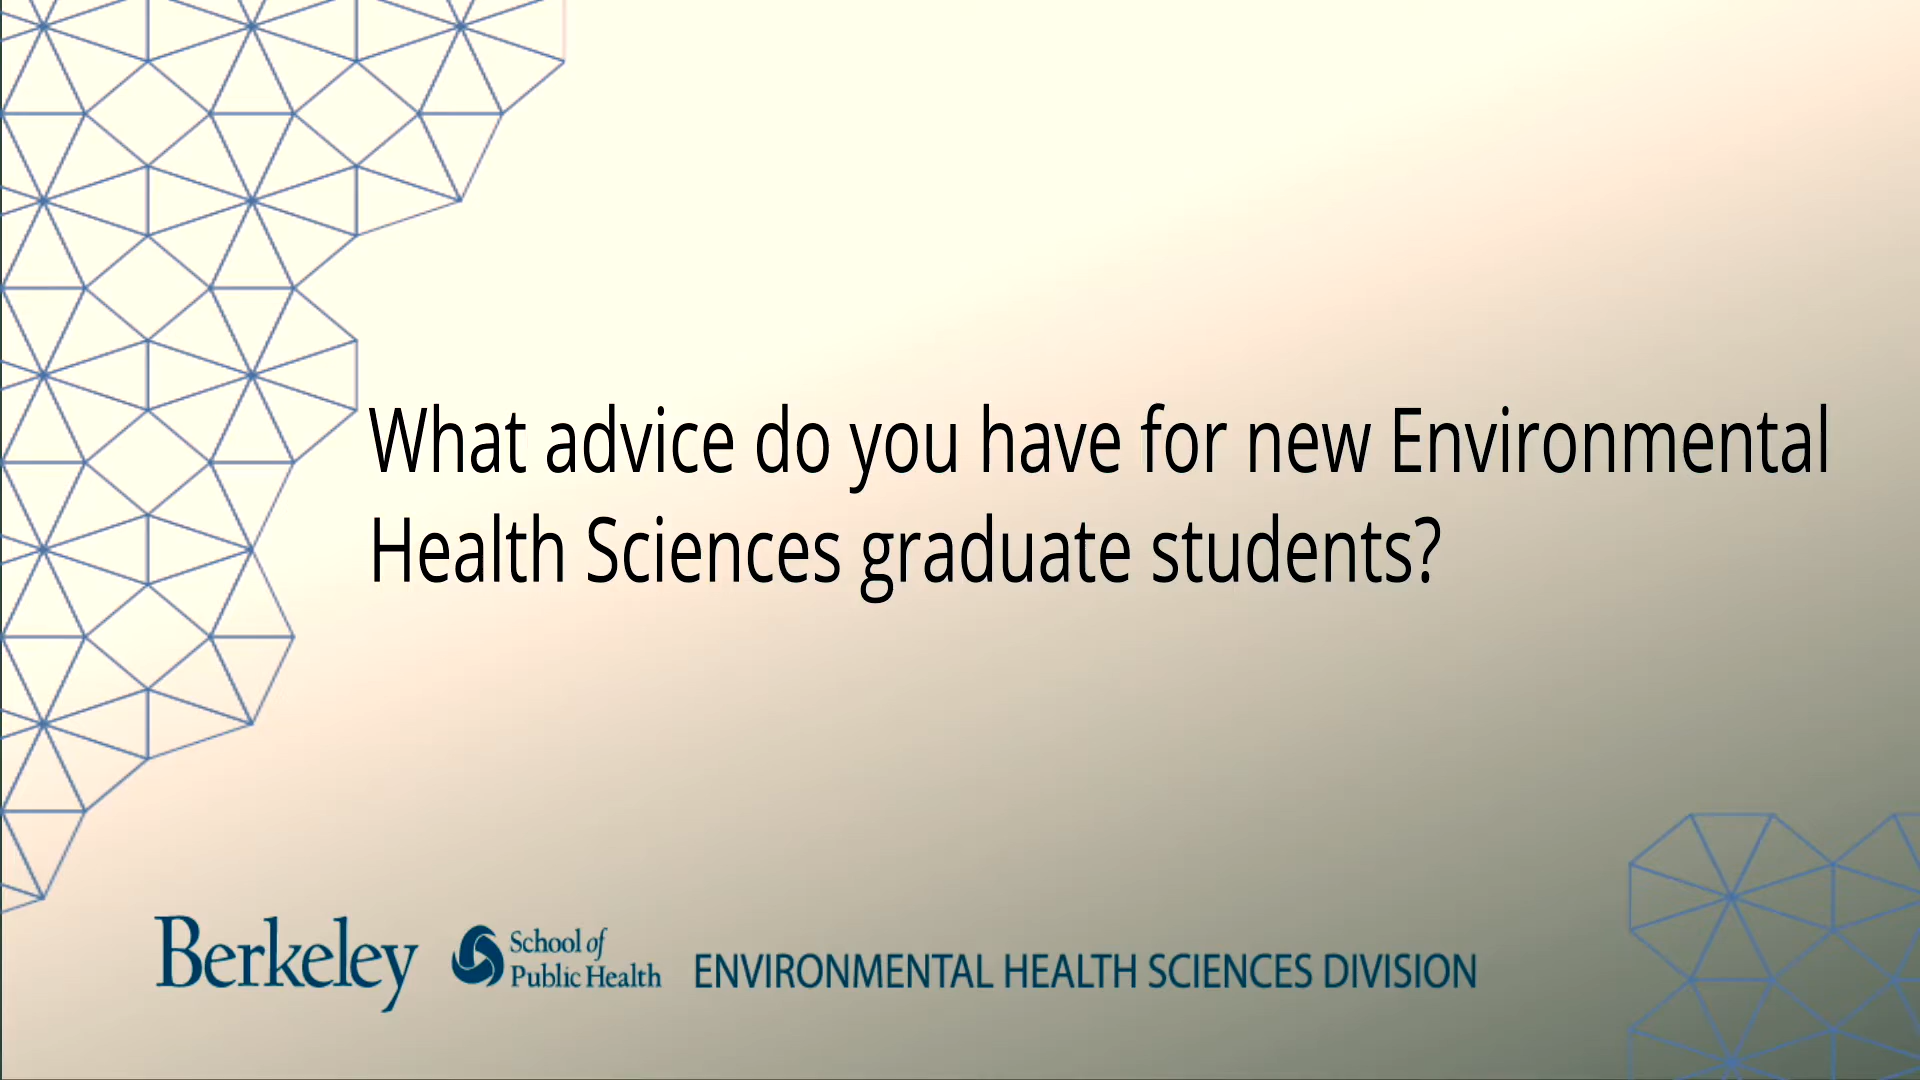 What advice do you have for new Environmental
Health Sciences graduate students?
Berkeley
School of
Public Health
ENVIRONMENTAL HEALTH SCIENCES DIVISION